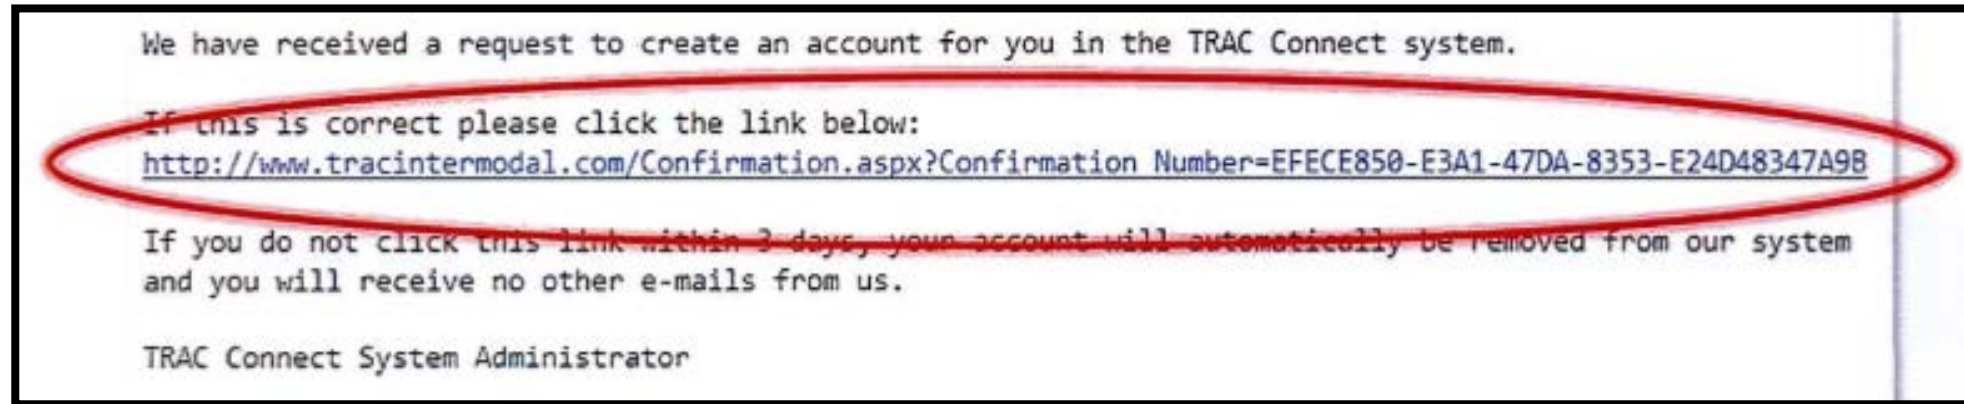 We have received a request to create an account for you in the TRAC Connect system.
If this is correct please click the link below:
http://www.tracintermodal.com/Confirmation.aspx?Confirmation Number=EFECE850-E3A1-47DA-8353-E24D48347A9B
If you do not click this link within 3 days, your account will automatically be removed from our system
and you will receive no other e-mails from us.
TRAC Connect System Administrator